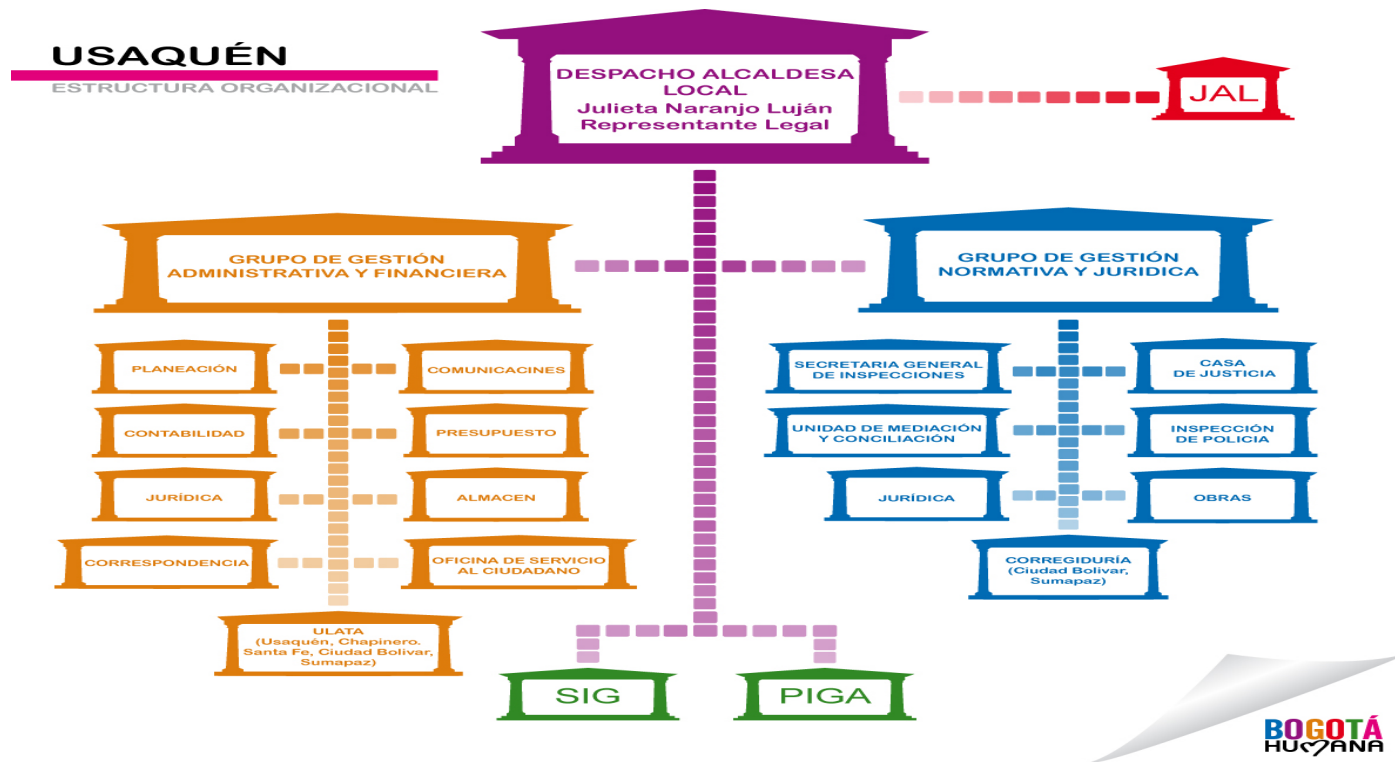 USAQUÉN
ESTRUCTURA ORGANIZACIONAL
DESPACHO ALCALDESA
LOCAL
Julieta Naranjo Luján
Representante Legal
JAL
GRUPO DE GESTIÓN
ADMINISTRATIVA Y FINANCIERA
GRUPO DE GESTIÓN
NORMATIVA Y JURIDICA
PLANEACIÓN
COMUNICACINES
CONTABILIDAD
PRESUPUESTO
JURÍDICA
ALMACEN
CORRESPONDENCIA
OFICINA DE SERVICIO
AL CIUDADANO
ULATA
(Usaquén, Chapinero.
Santa Fe, Ciudad Bolivar,
Sumapaz)
SECRETARIA GENERAL
DE INSPECCIONES
CASA
DE JUSTICIA
UNIDAD DE MEDIACIÓN
Y CONCILIACIÓN
INSPECCIÓN
DE POLICIA
JURÍDICA
OBRAS
CORREGIDURÍA
(Ciudad Bolivar,
Sumapaz)
SIG
PIGA
BOGOTÁ
HUMANA